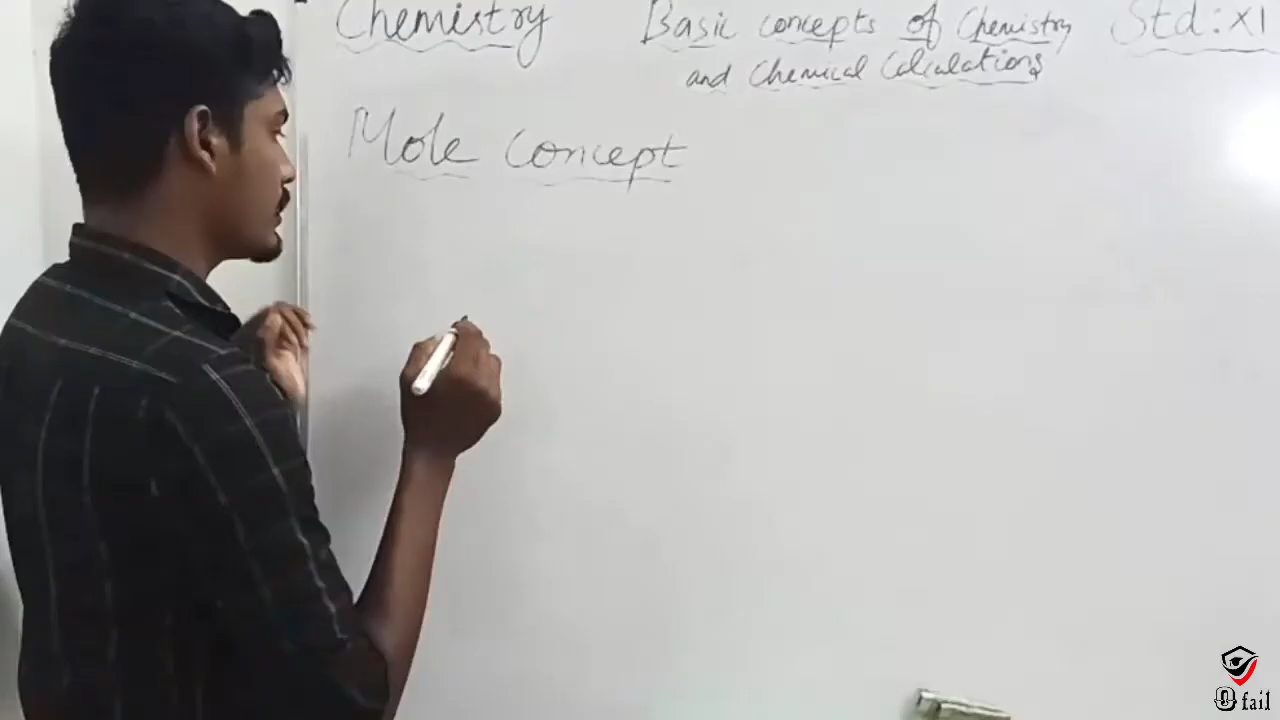 Chemistry Basic concepts of Chemistry Std: XI
and Chemical Calculations
Mole Concept
0 fail